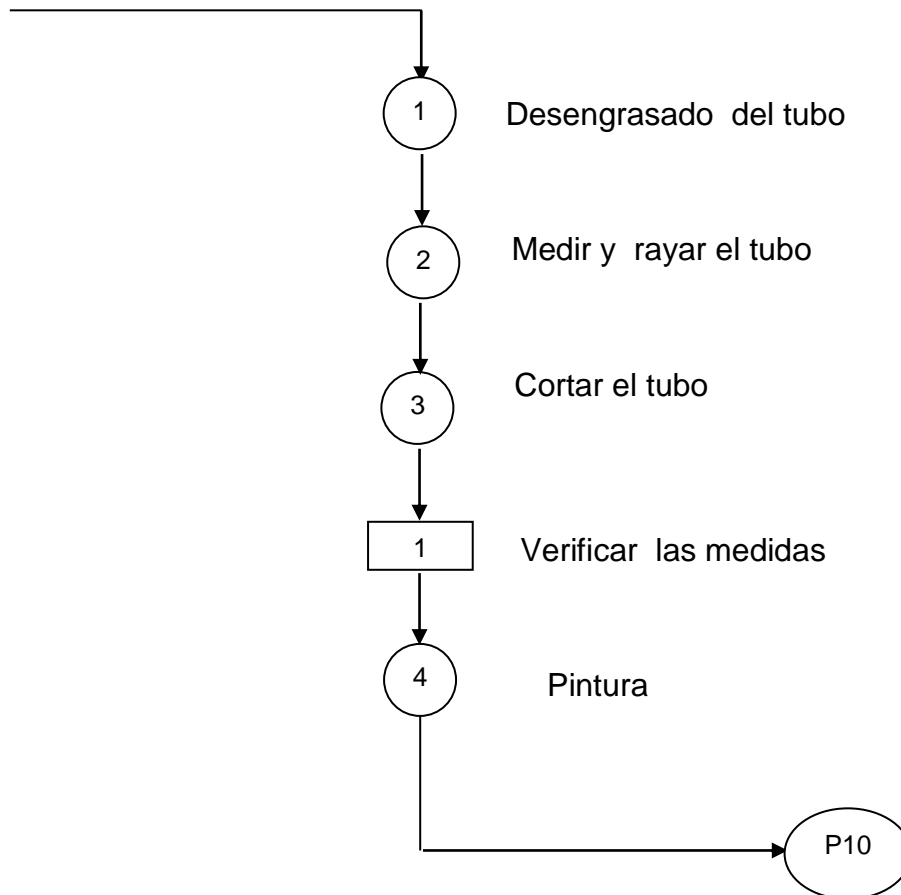 1 Desengrasado del tubo
2 Medir y rayar el tubo
3 Cortar el tubo
1 Verificar las medidas
4 Pintura
P10